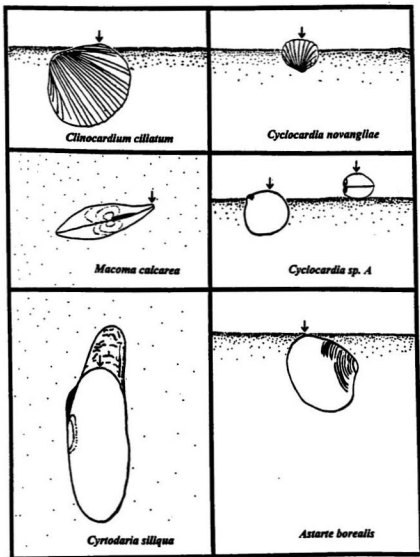 Clinocardium ciliatum
Cyclocardia novangliae
Macoma calcarea
Cyclocardia sp. A
Cyrtodaria siliqua
Astarte borealis